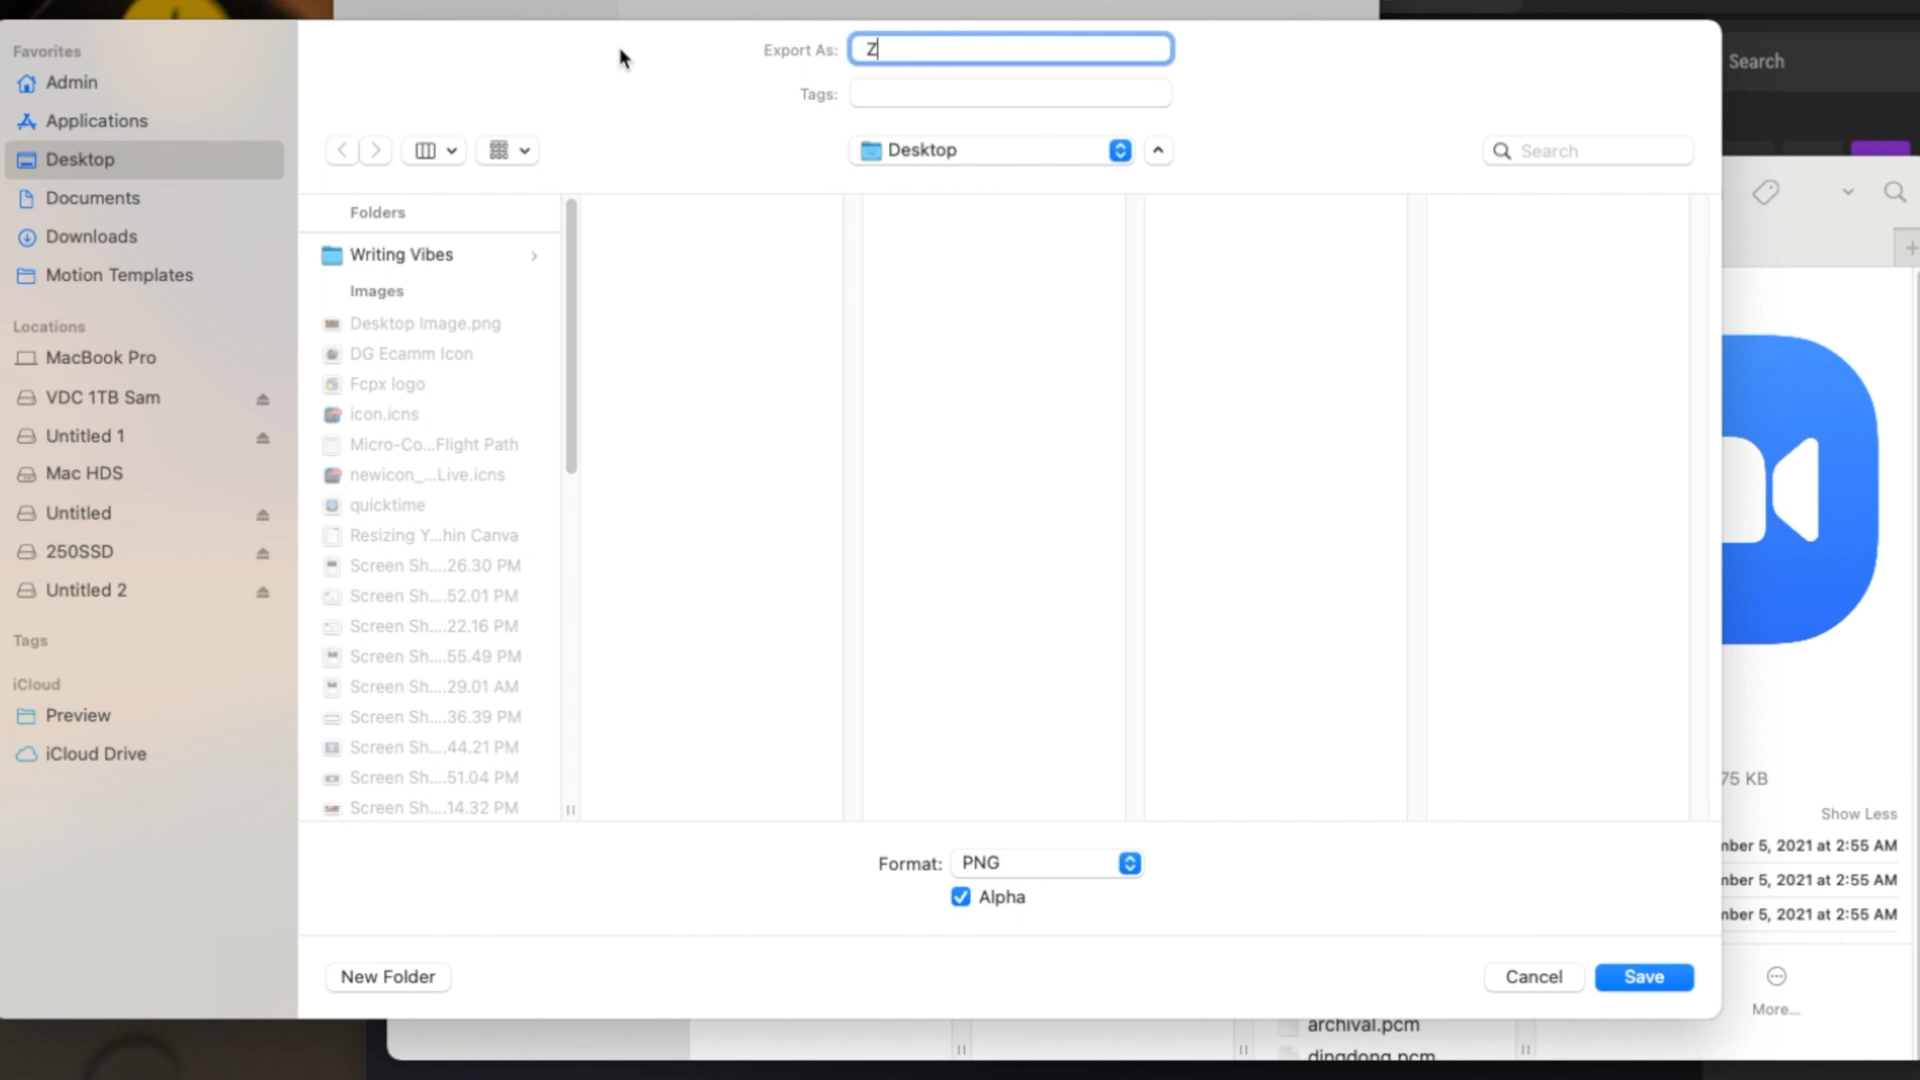 Favorites
Admin
Applications
Desktop
Documents
Downloads
Motion Templates
Locations
MacBook Pro
VDC 1TB Sam
Untitled 1
Mac HDS
Untitled
250SSD
Untitled 2
Tags
iCloud
Preview
iCloud Drive
Export As: Z
Tags:
Desktop
Search
Folders
Writing Vibes
Images
Desktop Image.png
DG Ecamm Icon
Fcpx logo
icon.icns
Micro-Co...Flight Path
newicon_...Live.icns
quicktime
Resizing Y...hin Canva
Screen Sh....26.30 PM
Screen Sh....52.01 PM
Screen Sh....22.16 PM
Screen Sh....55.49 PM
Screen Sh....29.01 AM
Screen Sh....36.39 PM
Screen Sh....44.21 PM
Screen Sh....51.04 PM
Screen Sh....14.32 PM
Format: PNG
Alpha
New Folder
Cancel
Save
Search
75 KB
Show Less
mber 5, 2021 at 2:55 AM
mber 5, 2021 at 2:55 AM
mber 5, 2021 at 2:55 AM
More...
archival.pcm
dingdong.pcm